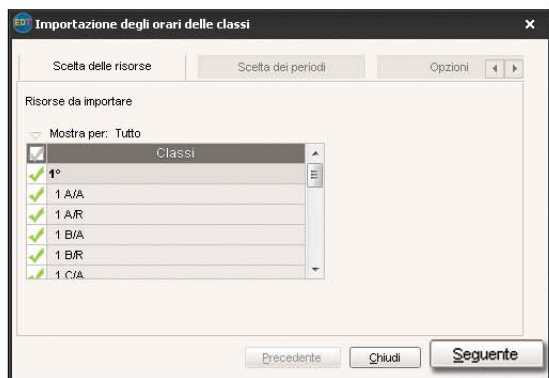 EDT Importazione degli orari delle classi
Scelta delle risorse Scelta dei periodi Opzioni
Risorse da importare
Mostra per: Tutto
Classi
1°
1 A/A
1 A/R
1 B/A
1 B/R
1 C/A
Precedente Chiudi Seguente